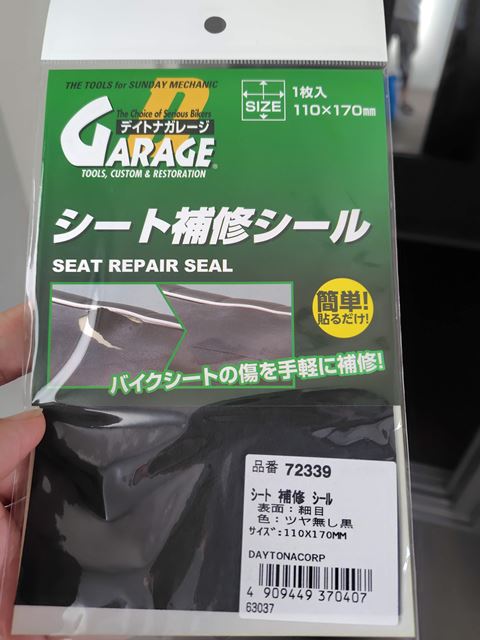 THE TOOLS for SUNDAY MECHANIC
The Choice of Serious Bikers
デイトナガレージ
GARAGE®
TOOLS, CUSTOM & RESTORATION
SIZE
1枚入
110×170mm
シート補修シール
SEAT REPAIR SEAL
簡単!
貼るだけ!
バイクシートの傷を手軽に補修!
品番 72339
シート 補修 シール
表面:細目
色:ツヤ無し黒
サイズ:110X170MM
DAYTONACORP
4 909449 370407
63037